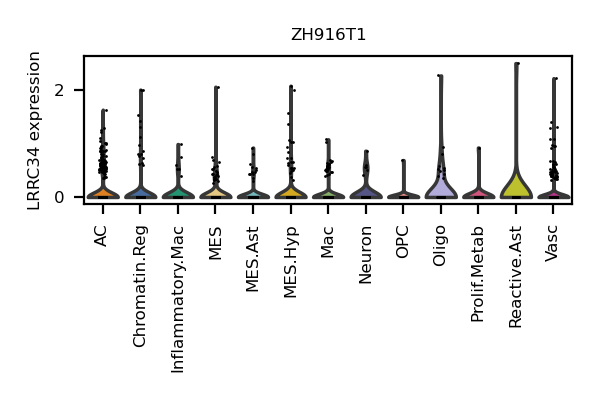 ZH916T1
LRRC34 expression
2
0
AC
Chromatin.Reg
Inflammatory.Mac
MES
MES.Ast
MES.Hyp
Mac
Neuron
OPC
Oligo
Prolif.Metab
Reactive.Ast
Vasc